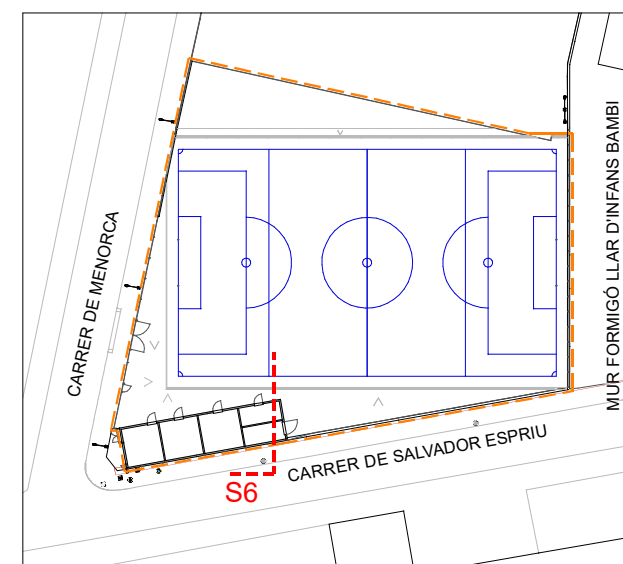 CARRER DE MENORCA
MUR FORMIGÓ LLAR D'INFANS BAMBI
CARRER DE SALVADOR ESPRIU
S6